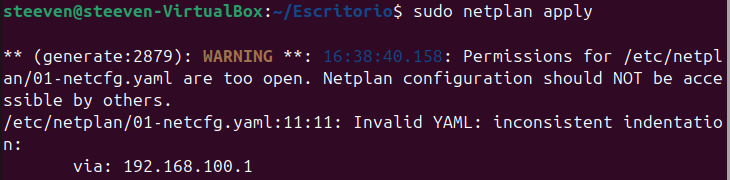 steeven@steeven-VirtualBox:~/Escritorio$ sudo netplan apply
** (generate:2879): WARNING **: 16:38:40.158: Permissions for /etc/netpl
an/01-netcfg.yaml are too open. Netplan configuration should NOT be acce
ssible by others.
/etc/netplan/01-netcfg.yaml:11:11: Invalid YAML: inconsistent indentatio
n:
via: 192.168.100.1